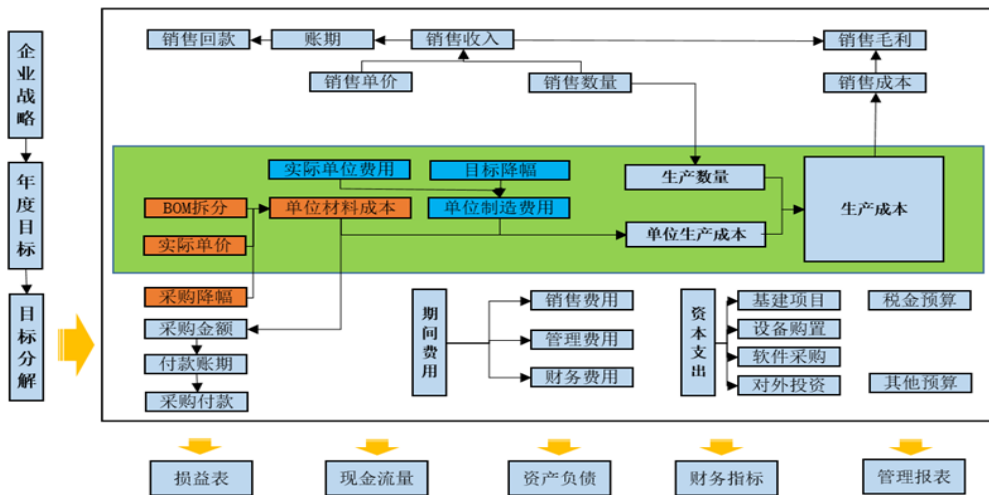 企业战略
年度目标
目标分解
销售回款
账期
销售收入
销售毛利
销售单价
销售数量
销售成本
实际单位费用
目标降幅
生产数量
生产成本
BOM拆分
单位材料成本
单位制造费用
实际单价
单位生产成本
采购降幅
采购金额
付款账期
采购付款
期间费用
销售费用
管理费用
财务费用
资本支出
基建项目
设备购置
软件采购
对外投资
税金预算
其他预算
损益表
现金流量
资产负债
财务指标
管理报表